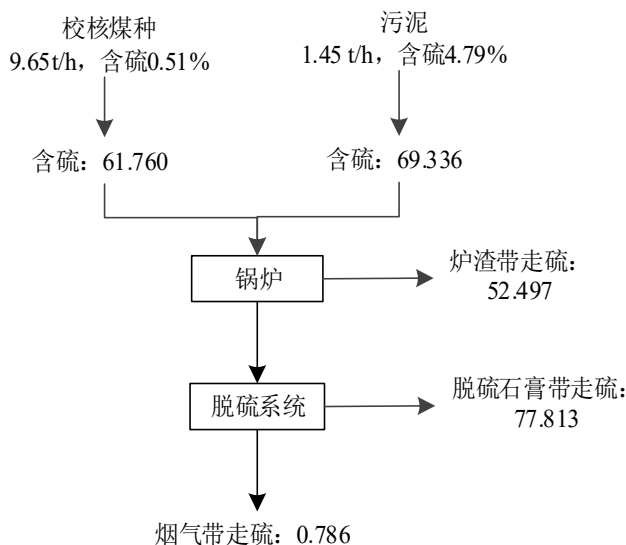 校核煤种
9.65t/h，含硫0.51%
污泥
1.45 t/h，含硫4.79%
含硫：61.760
含硫：69.336
锅炉
炉渣带走硫：
52.497
脱硫系统
脱硫石膏带走硫：
77.813
烟气带走硫：0.786